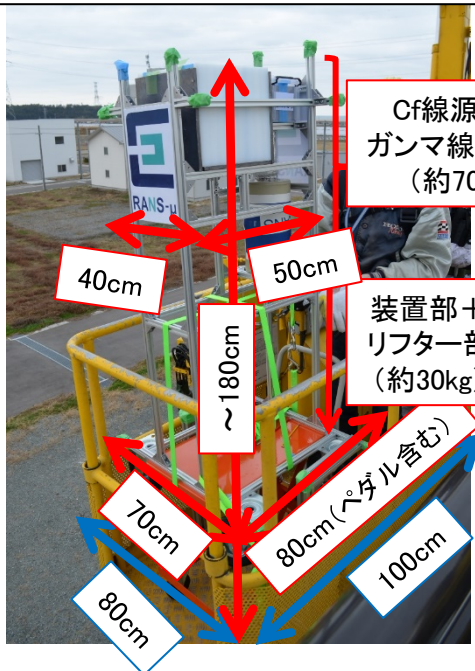 Cf線源
ガンマ線
(約70
RANS-μ
40cm
50cm
~180cm
装置部+
リフター部
(約30kg
70cm
80cm(ペダル含む)
80cm
100cm